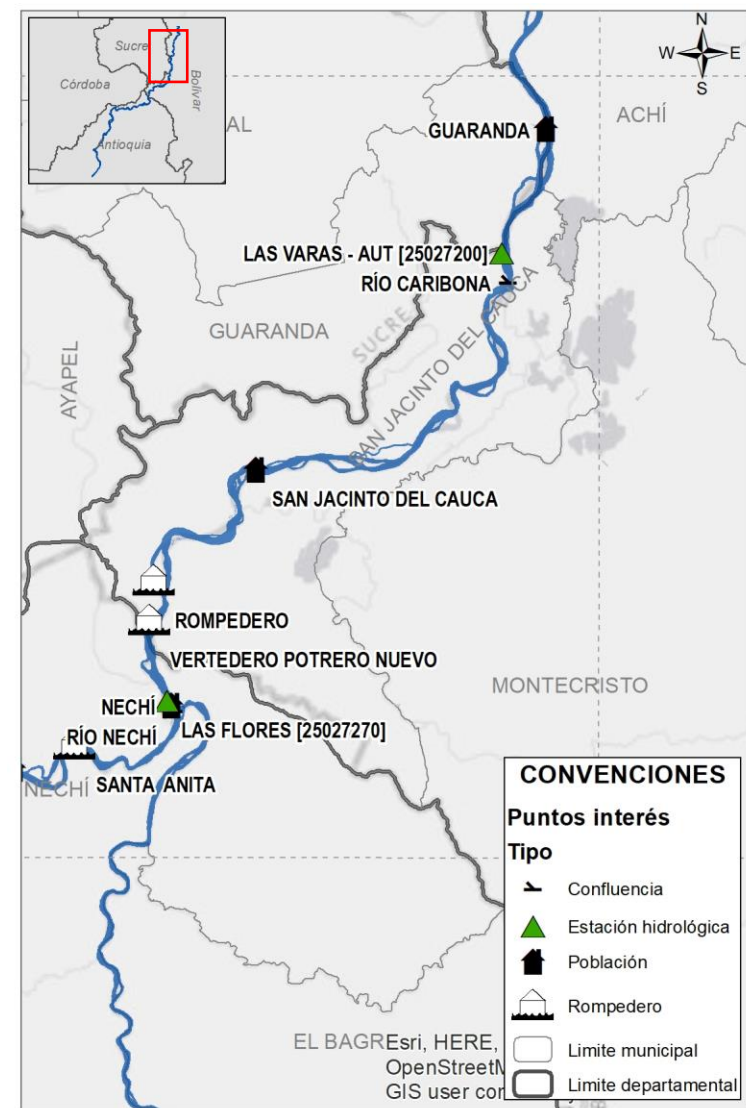 Sucre
Córdoba
Bolívar
Antioquia
N
W
E
S
AL
ACHÍ
GUARANDA
LAS VARAS - AUT [25027200]
RÍO CARIBONA
GUARANDA
SUCRE
AYAPEL
SAN JACINTO DEL CAUCA
SAN JACINTO DEL CAUCA
ROMPEDERO
VERTEDERO POTRERO NUEVO
MONTECRISTO
NECHÍ
RÍO NECHÍ
LAS FLORES [25027270]
NECHÍ
SANTA ANITA
CONVENCIONES
Puntos interés
Tipo
Confluencia
Estación hidrológica
Población
Rompedero
Limite municipal
Limite departamental
EL BAGRE
Esri, HERE,
OpenStreetM
GIS user con